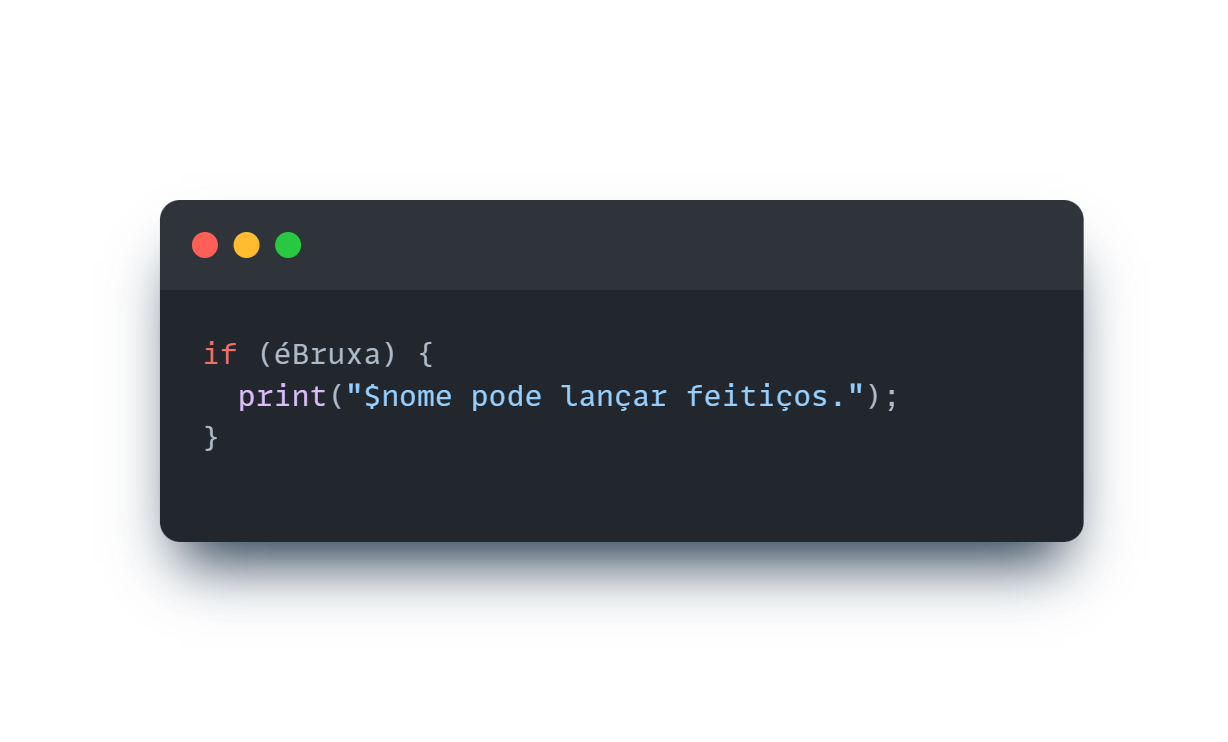 if (éBruxa) {
  print("$nome pode lançar feitiços.");
}